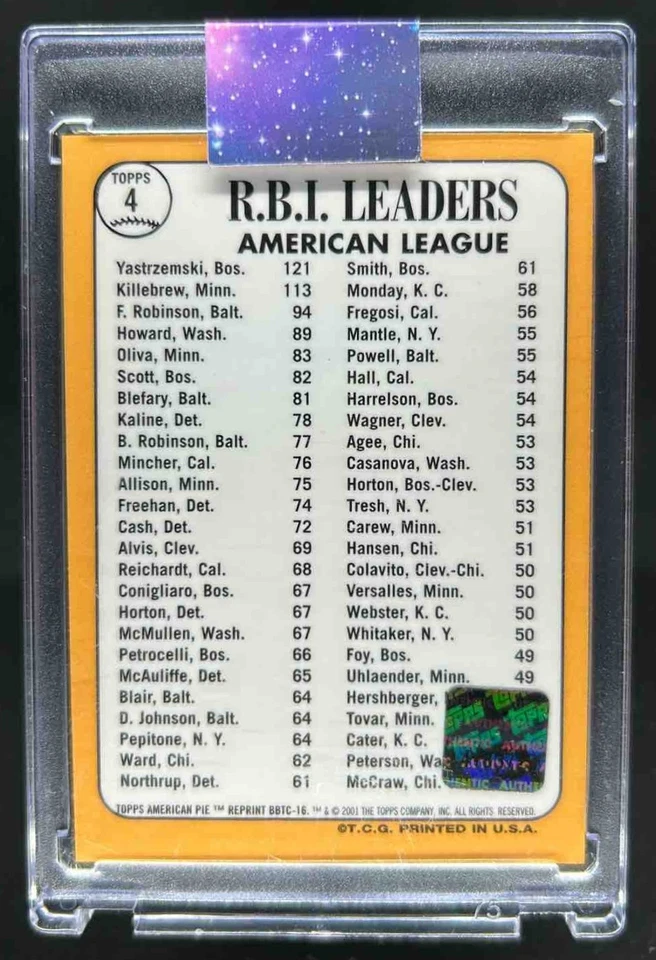 TOPPS
4
R.B.I. LEADERS
AMERICAN LEAGUE
Yastrzemski, Bos. 121
Killebrew, Minn. 113
F. Robinson, Balt. 94
Howard, Wash. 89
Oliva, Minn. 83
Scott, Bos. 82
Blefary, Balt. 81
Kaline, Det. 78
B. Robinson, Balt. 77
Mincher, Cal. 76
Allison, Minn. 75
Freehan, Det. 74
Cash, Det. 72
Alvis, Clev. 69
Reichardt, Cal. 68
Conigliaro, Bos. 67
Horton, Det. 67
McMullen, Wash. 67
Petrocelli, Bos. 66
McAuliffe, Det. 65
Blair, Balt. 64
D. Johnson, Balt. 64
Pepitone, N. Y. 64
Ward, Chi. 62
Northrup, Det. 61
Smith, Bos. 61
Monday, K. C. 58
Fregosi, Cal. 56
Mantle, N. Y. 55
Powell, Balt. 55
Hall, Cal. 54
Harrelson, Bos. 54
Wagner, Clev. 54
Agee, Chi. 53
Casanova, Wash. 53
Horton, Bos.-Clev. 53
Tresh, N. Y. 53
Carew, Minn. 51
Hansen, Chi. 51
Colavito, Clev.-Chi. 50
Versalles, Minn. 50
Webster, K. C. 50
Whitaker, N. Y. 50
Foy, Bos. 49
Uhlaender, Minn. 49
Hershberger,
Tovar, Minn.
Cater, K. C.
Peterson, Wa
McCraw, Chi.
TOPPS AMERICAN PIE ™ REPRINT BBTC-16. ™ & © 2001 THE TOPPS COMPANY, INC. ALL RIGHTS RESERVED.
©T.C.G. PRINTED IN U.S.A.